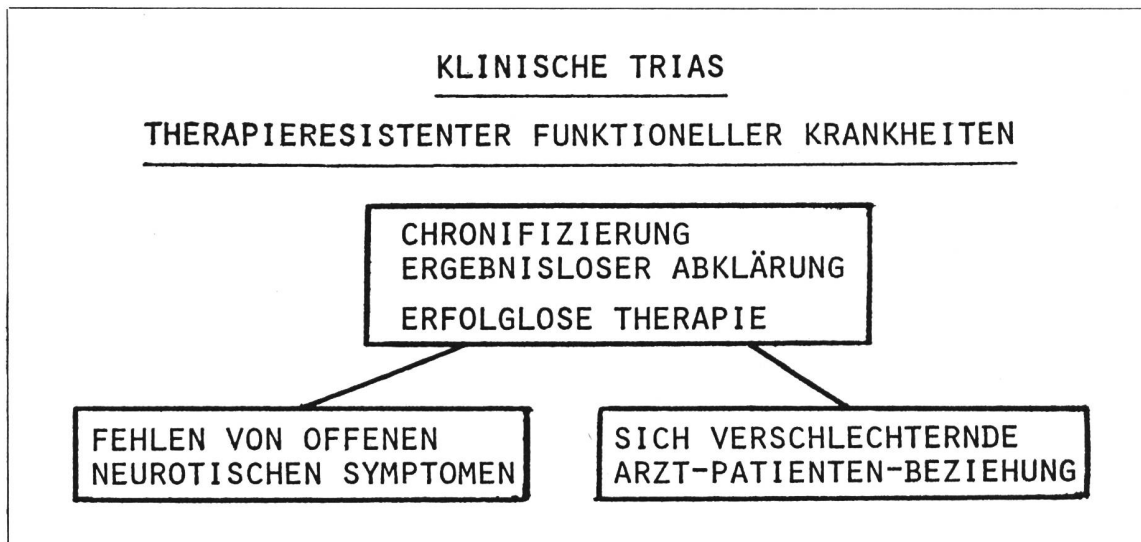 KLINISCHE TRIAS
THERAPIERESISTENTER FUNKTIONELLER KRANKHEITEN
CHRONIFIZIERUNG
ERGEBNISLOSER ABKLÄRUNG
ERFOLGLOSE THERAPIE
FEHLEN VON OFFENEN
NEUROTISCHEN SYMPTOMEN
SICH VERSCHLECHTERNDE
ARZT-PATIENTEN-BEZIEHUNG